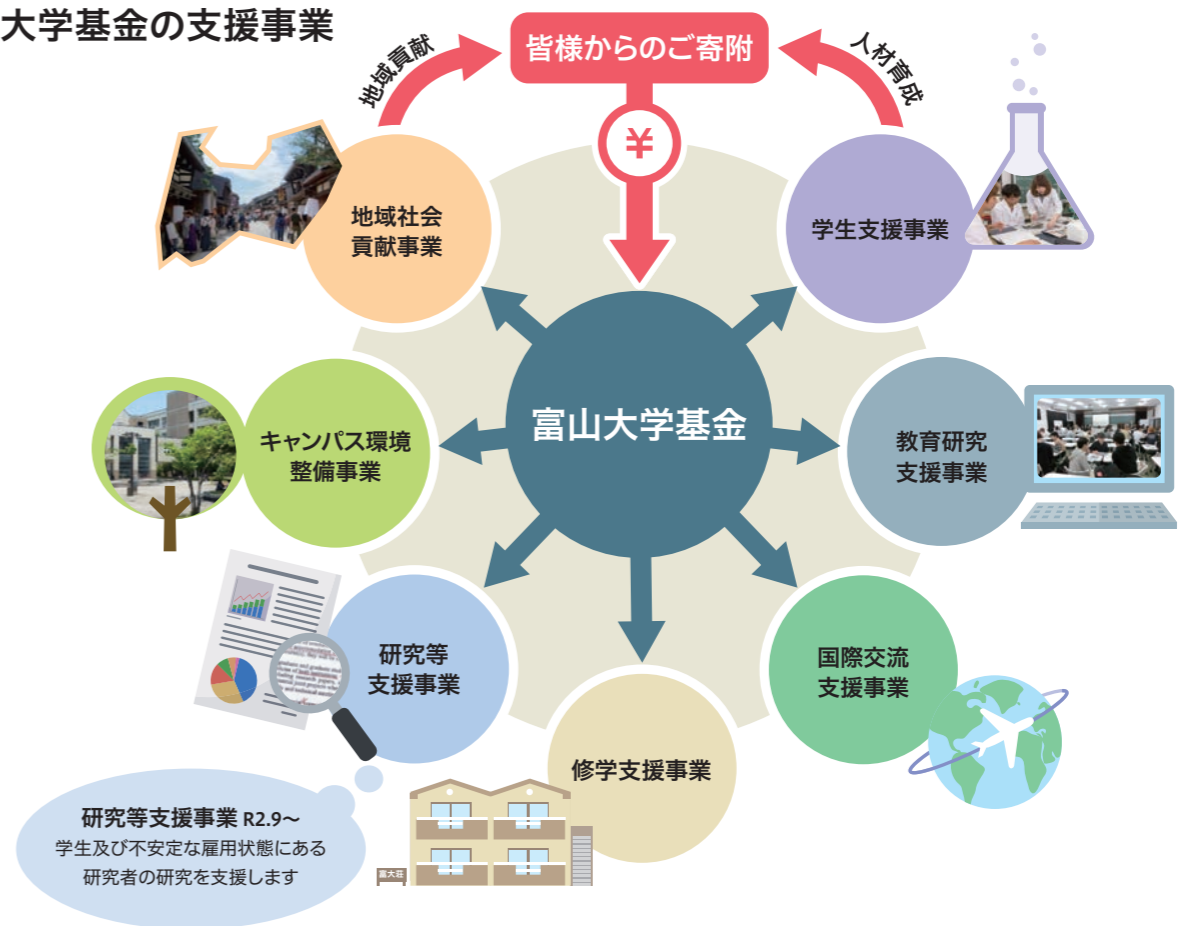 大学基金の支援事業
皆様からのご寄附
地域貢献
人材育成
¥
地域社会
貢献事業
学生支援事業
富山大学基金
キャンパス環境
整備事業
教育研究
支援事業
研究等
支援事業
国際交流
支援事業
修学支援事業
研究等支援事業 R2.9～
学生及び不安定な雇用状態にある
研究者の研究を支援します
富大荘